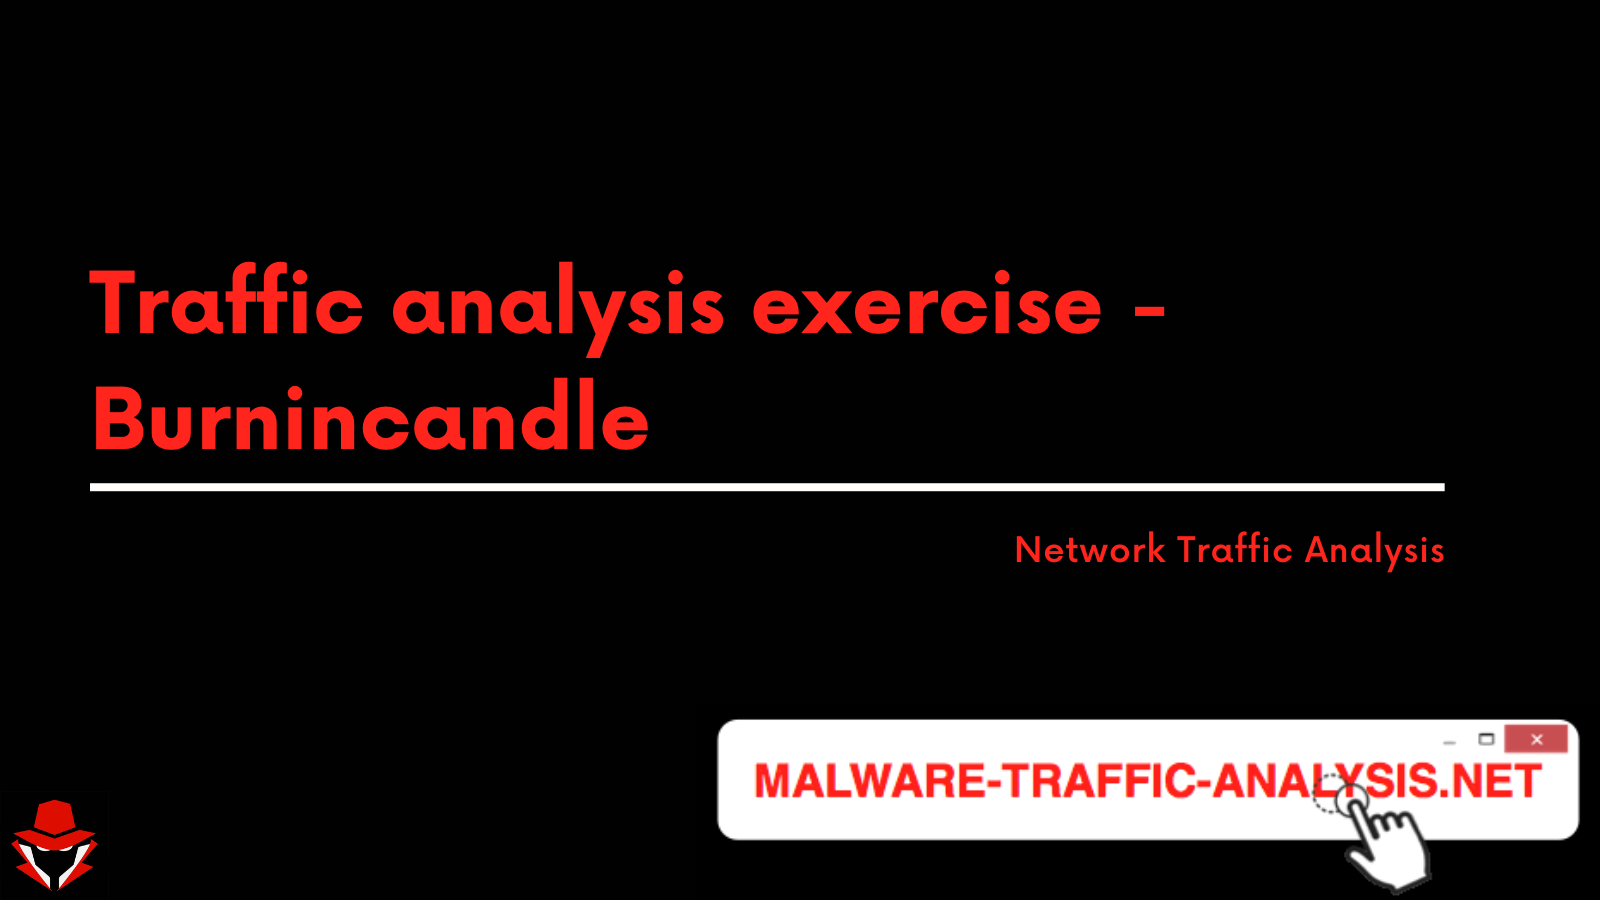 Traffic analysis exercise -
Burnincandle
Network Traffic Analysis
MALWARE-TRAFFIC-ANALYSIS.NET